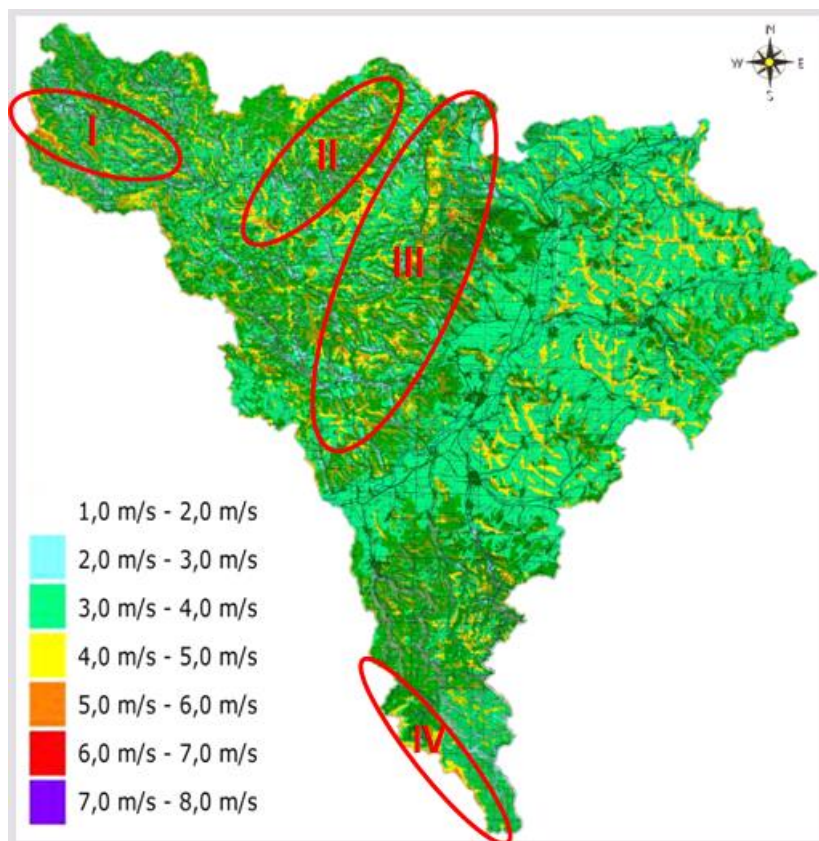 N
W E
S
I
II
III
IV
1,0 m/s - 2,0 m/s
2,0 m/s - 3,0 m/s
3,0 m/s - 4,0 m/s
4,0 m/s - 5,0 m/s
5,0 m/s - 6,0 m/s
6,0 m/s - 7,0 m/s
7,0 m/s - 8,0 m/s